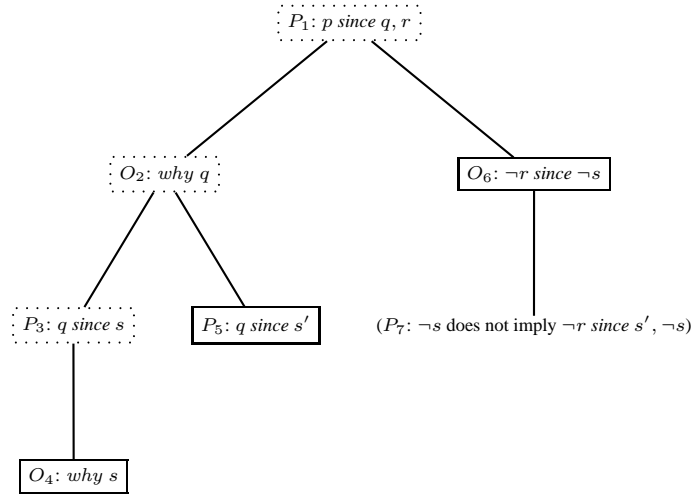 P₁: p since q, r
O₂: why q
O₆: ¬r since ¬s
P₃: q since s
P₅: q since s′
(P₇: ¬s does not imply ¬r since s′, ¬s)
O₄: why s